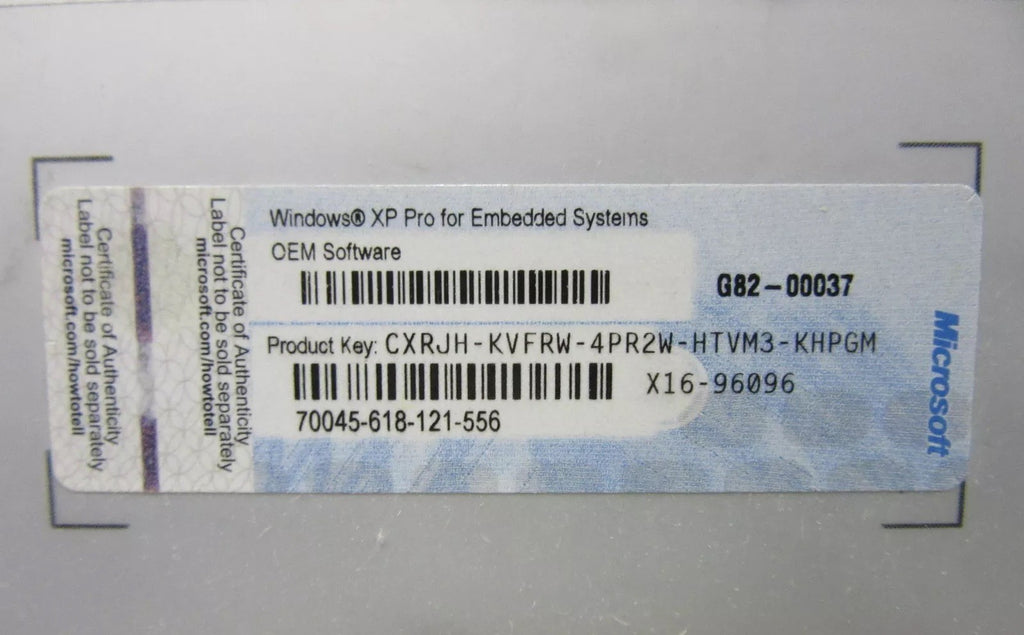 Certificate of Authenticity
Label not to be sold separately
microsoft.com/howtotell
Certificate of Authenticity
Label not to be sold separately
microsoft.com/howtotell
Windows® XP Pro for Embedded Systems
OEM Software
G82-00037
Product Key: CXRJH-KVFRW-4PR2W-HTVM3-KHPGM
X16-96096
70045-618-121-556
Microsoft